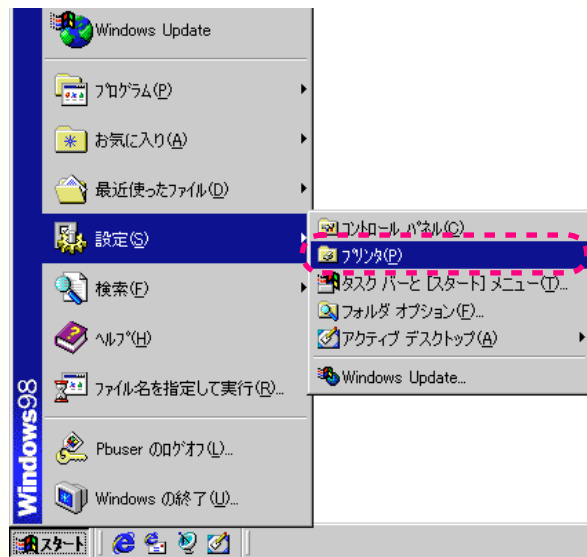 Windows Update
プログラム(P)
お気に入り(A)
最近使ったファイル(D)
設定(S)
検索(F)
ヘルプ(H)
ファイル名を指定して実行(R)...
Pbuser のログオフ(L)...
Windows の終了(U)...
Windows98
コントロール パネル(C)
プリンタ(P)
タスク バーと [スタート] メニュー(T)...
フォルダ オプション(F)...
アクティブ デスクトップ(A)
Windows Update...
スタート